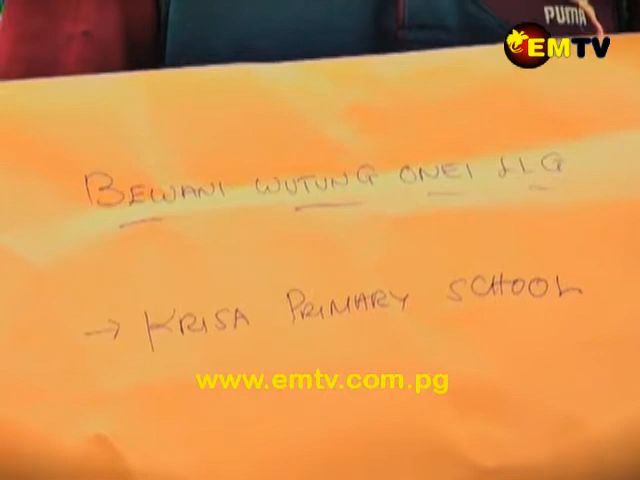 PUMA
EMTV
BEWANI WUTUNG ONEI LLG
→ KRISA PRIMARY SCHOOL
www.emtv.com.pg